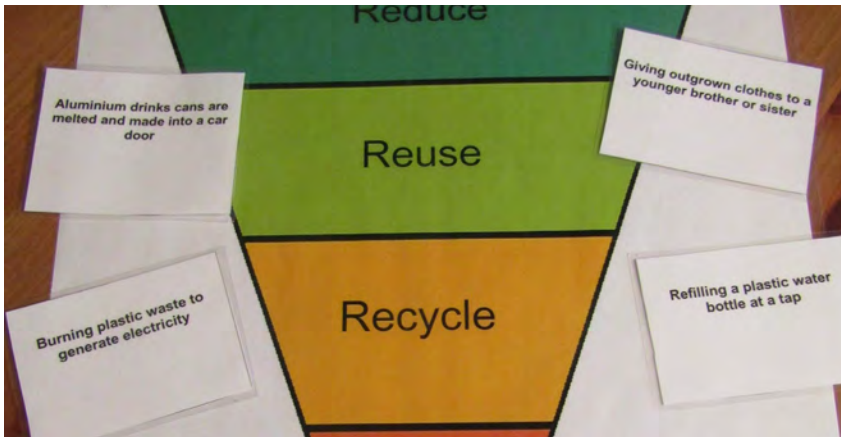 Reduce
Aluminium drinks cans are
melted and made into a car
door
Giving outgrown clothes to a
younger brother or sister
Reuse
Burning plastic waste to
generate electricity
Recycle
Refilling a plastic water
bottle at a tap